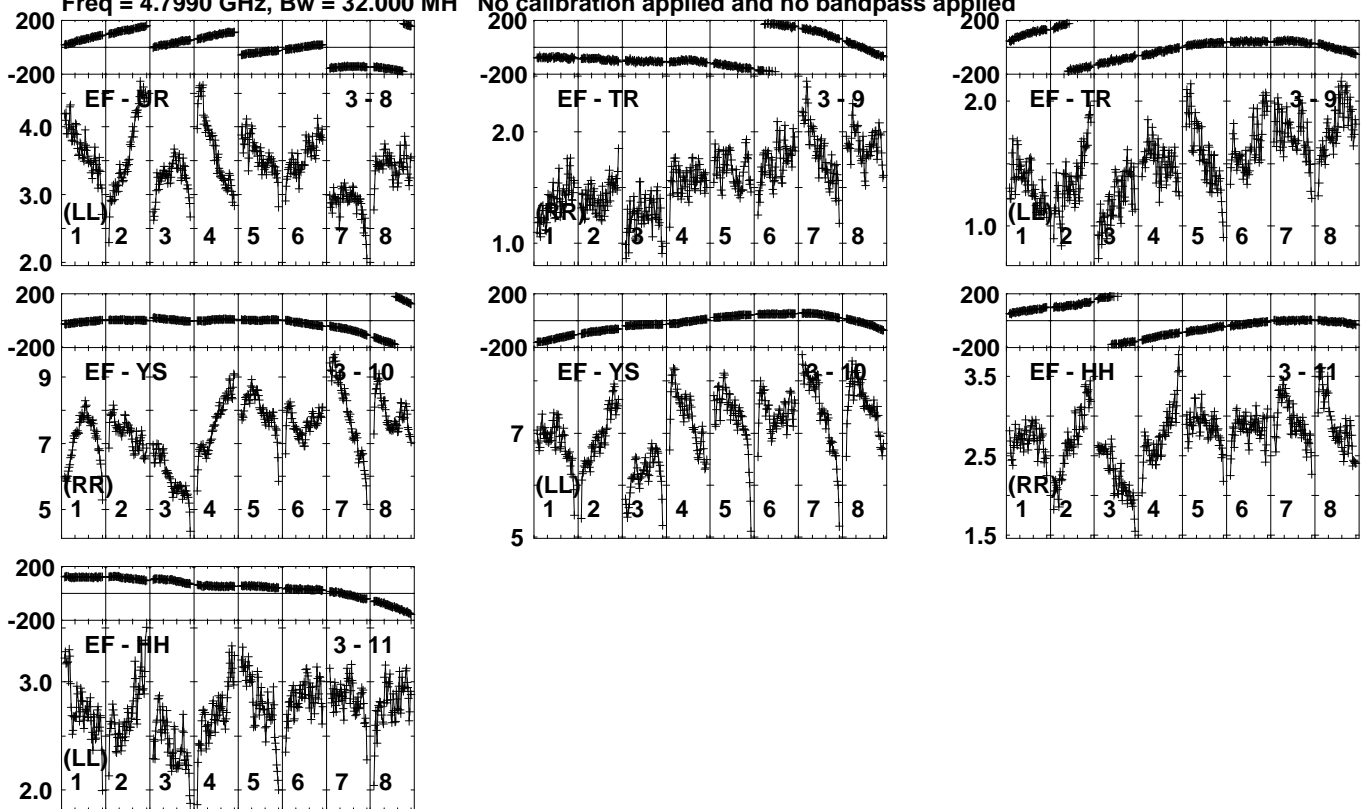 Freq = 4.7990 GHz, Bw = 32.000 MH No calibration applied and no bandpass applied
200
-200
EF - UR 3 - 8
4.0
3.0
(LL)
1 2 3 4 5 6 7 8
2.0
200
-200
EF - TR 3 - 9
2.0
(RR)
1 2 3 4 5 6 7 8
1.0
200
-200
EF - TR 3 - 9
2.0
(LL)
1.0
1 2 3 4 5 6 7 8
200
-200
EF - YS 3 - 10
9
7
(RR)
5
1 2 3 4 5 6 7 8
200
-200
EF - YS 3 - 10
7
(LL)
1 2 3 4 5 6 7 8
5
200
-200
EF - HH 3 - 11
3.5
2.5
(RR)
1 2 3 4 5 6 7 8
1.5
200
-200
EF - HH 3 - 11
3.0
(LL)
1 2 3 4 5 6 7 8
2.0